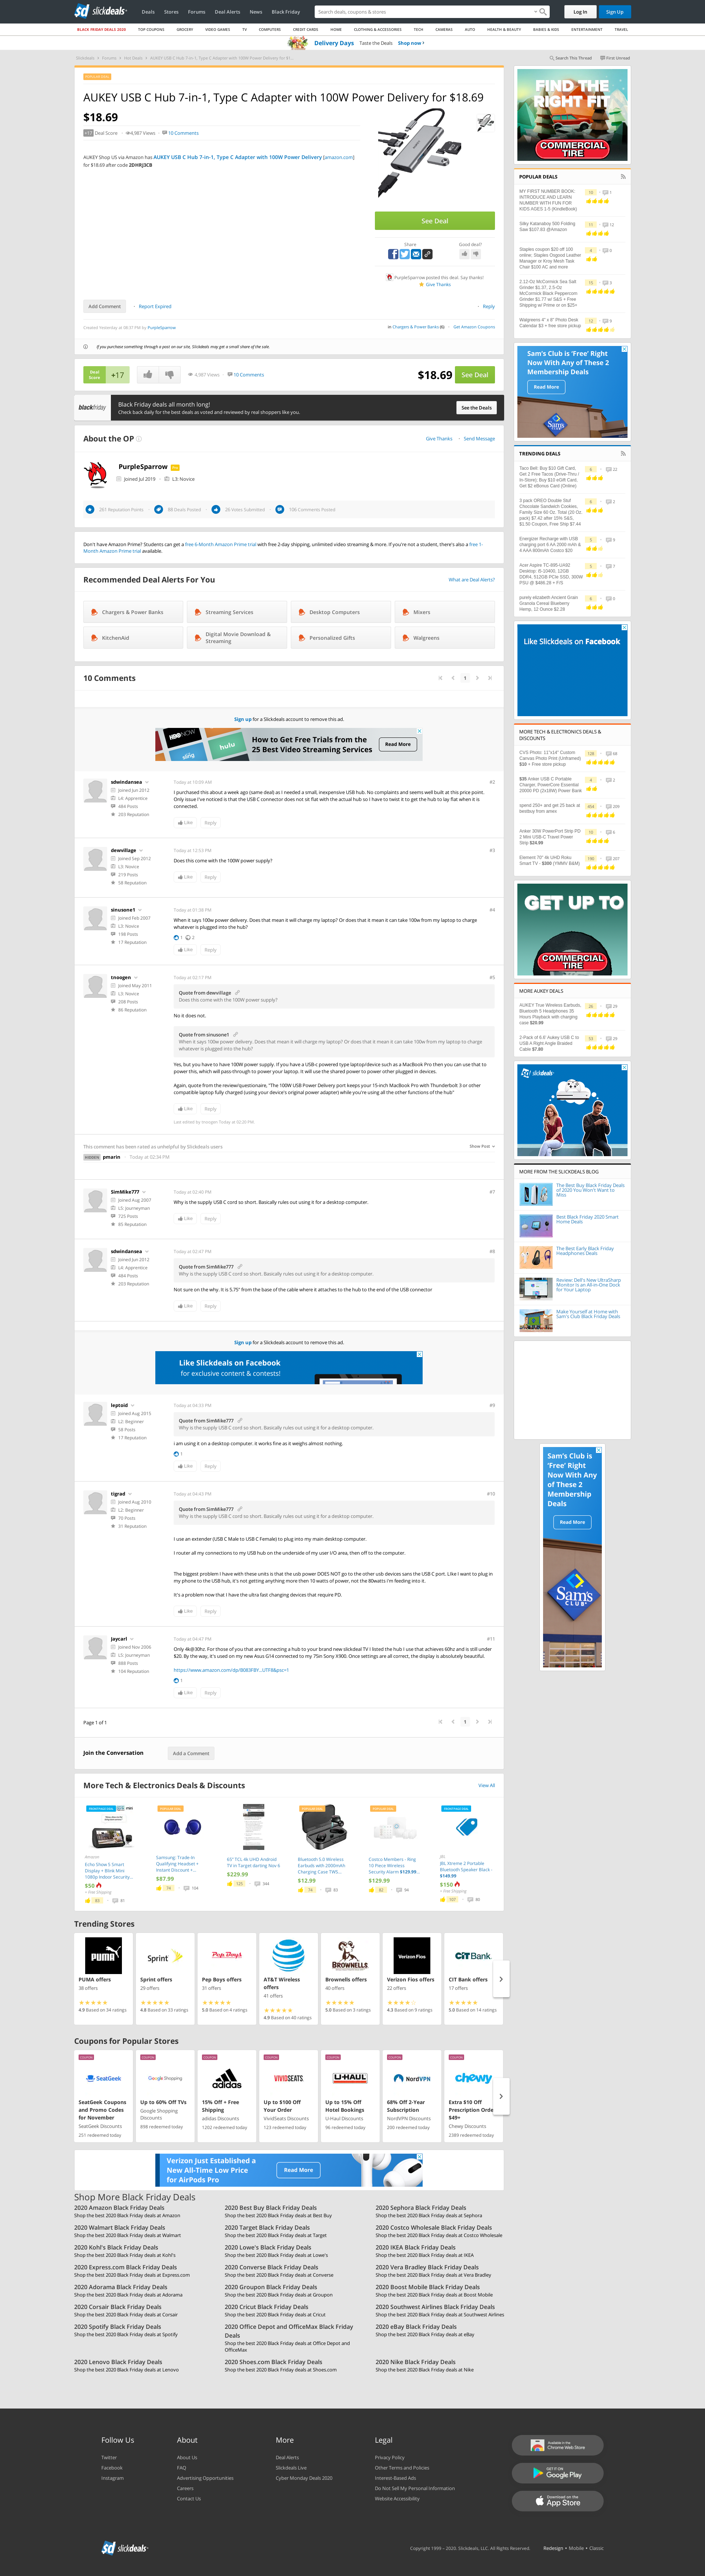 slickdeals
Deals Stores Forums Deal Alerts News Black Friday
Search deals, coupons & stores
Log In Sign Up
BLACK FRIDAY DEALS 2020 TOP COUPONS GROCERY VIDEO GAMES TV COMPUTERS CREDIT CARDS HOME CLOTHING & ACCESSORIES TECH CAMERAS AUTO HEALTH & BEAUTY BABIES & KIDS ENTERTAINMENT TRAVEL
Delivery Days Taste the Deals Shop now !
Search This Thread Find Unread
AUKEY USB C Hub 7-in-1, Type C Adapter with 100W Power Delivery for $18.69
$18.69
+17 Deal Score 4,987 Views 10 Comments
AUKEY Shop US via Amazon has AUKEY USB C Hub 7-in-1, Type C Adapter with 100W Power Delivery [amazon.com]
for $18.69 after code 2DHRJ3CB
See Deal
Share Good deal?
PurpleSparrow posted this deal. Say thanks!
Give Thanks
Add Comment Report Expired Reply
Created Yesterday at 08:37 PM by PurpleSparrow
in Chargers & Power Banks (6) Get Amazon Coupons
If you purchase something through a post on our site, Slickdeals may get a small share of the sale.
Deal Score +17 4,987 Views 10 Comments $18.69 See Deal
blackfriday
Black Friday deals all month long!
Check back daily for the best deals as voted and reviewed by real shoppers like you.
See the Deals
About the OP
Give Thanks Send Message
PurpleSparrow
Joined Jul 2019 L3: Novice
267 Reputation Points 88 Deals Posted 26 Votes Submitted 708 Comments Posted
Don't have Amazon Prime? Students can get a free 6-Month Amazon Prime trial with free 2-day shipping, unlimited video streaming & more. If you're not a student, there's also a free 1-
Month Amazon Prime trial available.
Recommended Deal Alerts For You
What are Deal Alerts?
Chargers & Power Banks Streaming Services Desktop Computers Mixers
KitchenAid Digital Movie Download & Streaming Personalized Gifts Walgreens
10 Comments
1
Sign up for a Slickdeals account to remove this ad.
HBO NOW hulu
How to Get Free Trials from the
25 Best Video Streaming Services
Read More
sdwindansea
Joined Jun 2012
L4: Apprentice
484 Posts
203 Reputation
Today at 10:09 AM #2
I purchased this about a week ago (same deal) as I needed a small, inexpensive USB hub. No complaints and seems well built at this price point.
Only issue I've noticed is that the USB C connector does not sit flat with the actual hub so I have to twist it to get the hub to lay flat when it is
connected.
Like Reply
dewvillage
Joined Sep 2012
L3: Novice
219 Posts
58 Reputation
Today at 12:53 PM #3
Does this come with the 100W power supply?
Like Reply
sinusone1
Joined Feb 2007
L3: Novice
198 Posts
17 Reputation
Today at 01:38 PM #4
When it says 100w power delivery. Does that mean it will charge my laptop? Or does that it mean it can take 100w from my laptop to charge
whatever is plugged into the hub?
1 2
Like Reply
tnoogen
Joined May 2011
L3: Novice
208 Posts
86 Reputation
Today at 02:17 PM #5
Quote from dewvillage
Does this come with the 100W power supply?
No it does not.
Quote from sinusone1
When it says 100w power delivery. Does that mean it will charge my laptop? Or does that it mean it can take 100w from my laptop to charge
whatever is plugged into the hub?
Yes, but you have to have 100W power supply. If you have a USB-C powered type laptop/device such as a MacBook Pro then you can use that to
power this, which will pass-through power to your laptop. It will use the shared power to power your other port plugged in devices.
Again, quote from the review/questionaire, "The 100W USB Power Delivery port keeps your 15-inch MacBook Pro with Thunderbolt 3 or other
compatible laptop fully charged (using your device's original power adapter) while you're using any of the other functions of the hub"
Like Reply
Last edited by tnoogen Today at 02:20 PM
This comment has been rated as unhelpful by Slickdeals users
Show Post
pmarin Today at 02:34 PM
SimMike777
Joined Aug 2007
L5: Journeyman
725 Posts
85 Reputation
Today at 02:40 PM #7
Why is the supply USB C cord so short. Basically rules out using it for a desktop computer.
Like Reply
sdwindansea
Joined Jun 2012
L4: Apprentice
484 Posts
203 Reputation
Today at 02:47 PM #8
Quote from SimMike777
Why is the supply USB C cord so short. Basically rules out using it for a desktop computer.
Not sure on the why. It is 5.75" from the base of the cable where it attaches to the hub to the end of the USB connector
Like Reply
Sign up for a Slickdeals account to remove this ad.
Like Slickdeals on Facebook
for exclusive content & contests!
leptoid
Joined Aug 2015
L2: Beginner
58 Posts
17 Reputation
Today at 04:33 PM #9
Quote from SimMike777
Why is the supply USB C cord so short. Basically rules out using it for a desktop computer.
i am using it on a desktop computer. it works fine as it weighs almost nothing.
1
Like Reply
tigrad
Joined Aug 2010
L2: Beginner
76 Posts
31 Reputation
Today at 04:43 PM #10
Quote from SimMike777
Why is the supply USB C cord so short. Basically rules out using it for a desktop computer.
I use an extender (USB C Male to USB C Female) to plug into my main desktop computer.
I router all my connections to my USB hub on the underside of my user I/O area, then off to the computer.
The biggest problem I have with these units is that the usb power DOES NOT go to the other usb devices sans the USB C port. Like I want to plug in
my phone to the USB hub, it's not getting anything more then 10 watts or power, not the 80watts i'm feeding into it.
It's a problem now that I have the ultra fast charging devices that require PD.
Like Reply
jaycarl
Joined Nov 2006
L5: Journeyman
888 Posts
104 Reputation
Today at 04:47 PM #11
Only 4k@30hz. For those of you that are connecting a hub to your brand new slickdeal TV I listed the hub I use that achieves 60hz and is still under
$20. By the way, it's used on my new Asus G14 connected to my 75in Sony X900. Once settings are all correct, the display is absolutely beautiful.
https://www.amazon.com/dp/B083FBY...UTF8&psc=1
1
Like Reply
Page 1 of 1
1
Join the Conversation Add a Comment
More Tech & Electronics Deals & Discounts
View All
Echo Show 5 Smart Display + Blink Mini 1080p Indoor Security...
$50
Samsung: Trade In Qualifying Headset + Instant Discount +...
$87.99
65" TCL 4k UHD Android TV In Target starting Nov 6
$229.99
Bluetooth 5.0 Wireless Earbuds with 2000mAh Charging Case TWS...
$12.99
Costco Members - Ring 10 Piece Wireless Security Alarm $129.99...
$129.99
JBL Xtreme 2 Portable Bluetooth Speaker Black - $149.99
$150
Trending Stores
PUMA offers
38 offers
4.9 Based on 34 ratings
Sprint offers
29 offers
4.8 Based on 33 ratings
Pep Boys offers
31 offers
5.0 Based on 4 ratings
AT&T Wireless offers
41 offers
4.9 Based on 40 ratings
Brownells offers
40 offers
5.0 Based on 3 ratings
Verizon Fios offers
22 offers
4.3 Based on 9 ratings
CIT Bank offers
17 offers
5.0 Based on 14 ratings
Coupons for Popular Stores
SeatGeek Coupons and Promo Codes for November
SeatGeek Discounts
251 redeemed today
Up to 60% Off TVs
Google Shopping Discounts
898 redeemed today
15% Off + Free Shipping
adidas Discounts
1202 redeemed today
Up to $100 Off Your Order
VividSeats Discounts
123 redeemed today
Up to 15% Off Hotel Bookings
U-Haul Discounts
96 redeemed today
68% Off 2-Year Subscription
NordVPN Discounts
200 redeemed today
Extra $10 Off Prescription Orde $49+
Chewy Discounts
2389 redeemed today
Verizon Just Established a
New All-Time Low Price
for AirPods Pro
Read More
Shop More Black Friday Deals
2020 Amazon Black Friday Deals
Shop the best 2020 Black Friday deals at Amazon
2020 Best Buy Black Friday Deals
Shop the best 2020 Black Friday deals at Best Buy
2020 Sephora Black Friday Deals
Shop the best 2020 Black Friday deals at Sephora
2020 Walmart Black Friday Deals
Shop the best 2020 Black Friday deals at Walmart
2020 Target Black Friday Deals
Shop the best 2020 Black Friday deals at Target
2020 Costco Wholesale Black Friday Deals
Shop the best 2020 Black Friday deals at Costco Wholesale
2020 Kohl's Black Friday Deals
Shop the best 2020 Black Friday deals at Kohl's
2020 Lowe's Black Friday Deals
Shop the best 2020 Black Friday deals at Lowe's
2020 IKEA Black Friday Deals
Shop the best 2020 Black Friday deals at IKEA
2020 Express.com Black Friday Deals
Shop the best 2020 Black Friday deals at Express.com
2020 Converse Black Friday Deals
Shop the best 2020 Black Friday deals at Converse
2020 Vera Bradley Black Friday Deals
Shop the best 2020 Black Friday deals at Vera Bradley
2020 Adorama Black Friday Deals
Shop the best 2020 Black Friday deals at Adorama
2020 Groupon Black Friday Deals
Shop the best 2020 Black Friday deals at Groupon
2020 Boost Mobile Black Friday Deals
Shop the best 2020 Black Friday deals at Boost Mobile
2020 Corsair Black Friday Deals
Shop the best 2020 Black Friday deals at Corsair
2020 Cricut Black Friday Deals
Shop the best 2020 Black Friday deals at Cricut
2020 Southwest Airlines Black Friday Deals
Shop the best 2020 Black Friday deals at Southwest Airlines
2020 Spotify Black Friday Deals
Shop the best 2020 Black Friday deals at Spotify
2020 Office Depot and OfficeMax Black Friday Deals
Shop the best 2020 Black Friday deals at Office Depot and OfficeMax
2020 eBay Black Friday Deals
Shop the best 2020 Black Friday deals at eBay
2020 Lenovo Black Friday Deals
Shop the best 2020 Black Friday deals at Lenovo
2020 Shoes.com Black Friday Deals
Shop the best 2020 Black Friday deals at Shoes.com
2020 Nike Black Friday Deals
Shop the best 2020 Black Friday deals at Nike
FIND THE
RIGHT FIT
COMMERCIAL TIRE
POPULAR DEALS
MY FIRST NUMBER BOOK: INTRODUCE AND LEARN NUMBER WITH FUN FOR KIDS AGES 1-5 (KindleBook)
Silky Katanaboy 500 Folding Saw $107.93 @Amazon
Staples coupon $20 off 100 online, Staples Osgood Leather Manager or Kroy Mesh Task Chair $100 AC and more
2.12-Oz McCormick Sea Salt Grinder $1.37, 2.5-Oz McCormick Black Peppercorn Grinder $1.77 w/ S&S + Free Shipping w/ Prime or on $25+
Walgreens 4" x 8" Photo Desk Calendar $3 + free store pickup
Sam's Club is 'Free' Right
Now With Any of These 2
Membership Deals
Read More
TRENDING DEALS
Taco Bell: Buy $10 Gift Card, Get 2 Free Tacos (Drive-Thru / In-Store); Buy $10 eGift Card, Get $2 eBonus Card (Online)
3 pack OREO Double Stuf Chocolate Sandwich Cookies, Family Size 60 Oz. Total (20 Oz. pack) $7.42 after 15% S&S, $1.50 Coupon, Free Ship $7.44
Energizer Recharge with USB charging port 6 AA 2000 mAh & 4 AAA 800mAh Costco $20
Acer Aspire TC-895-UA92 Desktop: i5-10400, 12GB DDR4, 512GB PCIe SSD, 300W PSU @ $466.28 + F/S
purely elizabeth Ancient Grain Granola Cereal Blueberry Hemp, 12 Ounce $2.28
Like Slickdeals on Facebook
MORE TECH & ELECTRONICS DEALS & DISCOUNTS
CVS Photo: 11"x14" Custom Canvas Photo Print (Unframed) $10 + Free Store pickup
$35 Anker USB C Portable Charger, PowerCore Essential 20000 PD (2x18W) Power Bank
spend 250+ and get 25 back at bestbuy from amex
Anker 30W PowerPort Strip PD 2 Mini USB-C Travel Power Strip $24.99
Element 70" 4k UHD Roku Smart TV - $380 (YMMV B&M)
GET UP TO
COMMERCIAL TIRE
MORE AUKEY DEALS
AUKEY True Wireless Earbuds, Bluetooth 5 Headphones 35 Hours Playback with charging case $20.99
2-Pack of 6.6' Aukey USB C to USB A Right Angle Braided Cable $7.80
slickdeals
MORE FROM THE SLICKDEALS BLOG
The Best Buy Black Friday Deals of 2020 You Won't Want to Miss
Best Black Friday 2020 Smart Home Deals
The Best Early Black Friday Headphones Deals
Review: Dell's New UltraSharp Monitor Is an All-in-One Dock for Your Laptop
Make Yourself at Home with Sam's Club Black Friday Deals
Sam's Club is
'Free' Right
Now With Any
of These 2
Membership
Deals
Read More
Follow Us
Twitter
Facebook
Instagram
About
About Us
FAQ
Advertising Opportunities
Careers
Contact Us
More
Deal Alerts
Slickdeals Live
Cyber Monday Deals 2020
Legal
Privacy Policy
Other Terms and Policies
Interest-Based Ads
Do Not Sell My Personal Information
Website Accessibility
Available in the Chrome Web Store
GET IT ON Google Play
Download on the App Store
slickdeals
Copyright 1999 - 2020. Slickdeals, LLC. All Rights Reserved. Redesign • Mobile • Classic